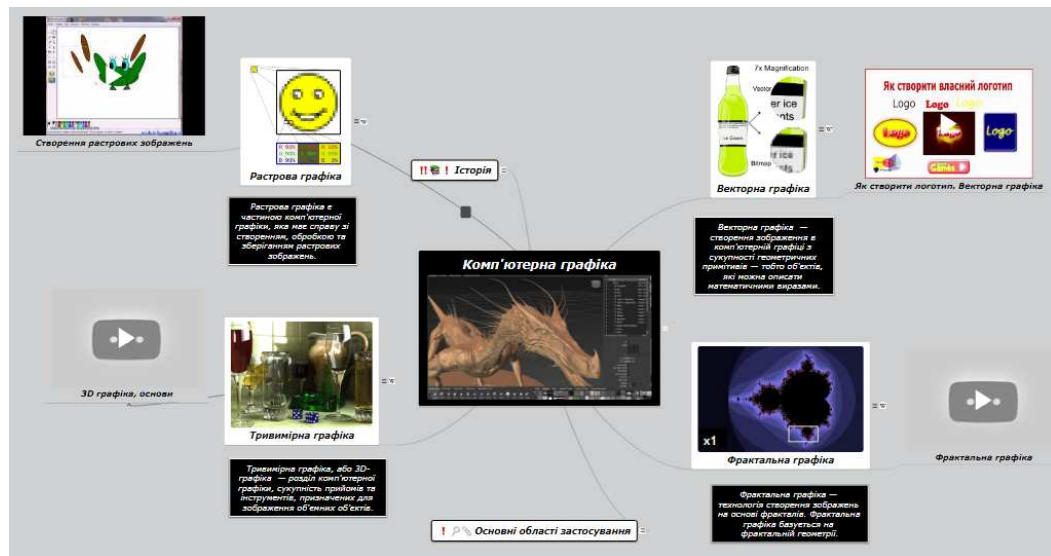 Створення растрових зображень
Растрова графіка
Растрова графіка є
частиною комп'ютерної
графіки, яка має справу зі
створенням, обробкою та
зберіганням растрових
зображень.
!! ! Історія
7x Magnification
Vector
Bitmap
Векторна графіка
Векторна графіка —
створення зображення в
комп'ютерній графіці з
сукупності геометричних
примітивів — тобто об'єктів,
які можна описати
математичними виразами.
Як створити власний логотип
Logo Logo Logo
Logo Logo Logo
Games
Як створити логотип. Векторна графіка
Комп'ютерна графіка
3D графіка, основи
Тривимірна графіка
Тривимірна графіка, або 3D-
графіка — розділ комп'ютерної
графіки, сукупність прийомів та
інструментів, призначених для
зображення об'ємних об'єктів.
x1
Фрактальна графіка
Фрактальна графіка —
технологія створення зображень
на основі фракталів. Фрактальна
графіка базується на
фрактальній геометрії.
Фрактальна графіка
! Основні області застосування